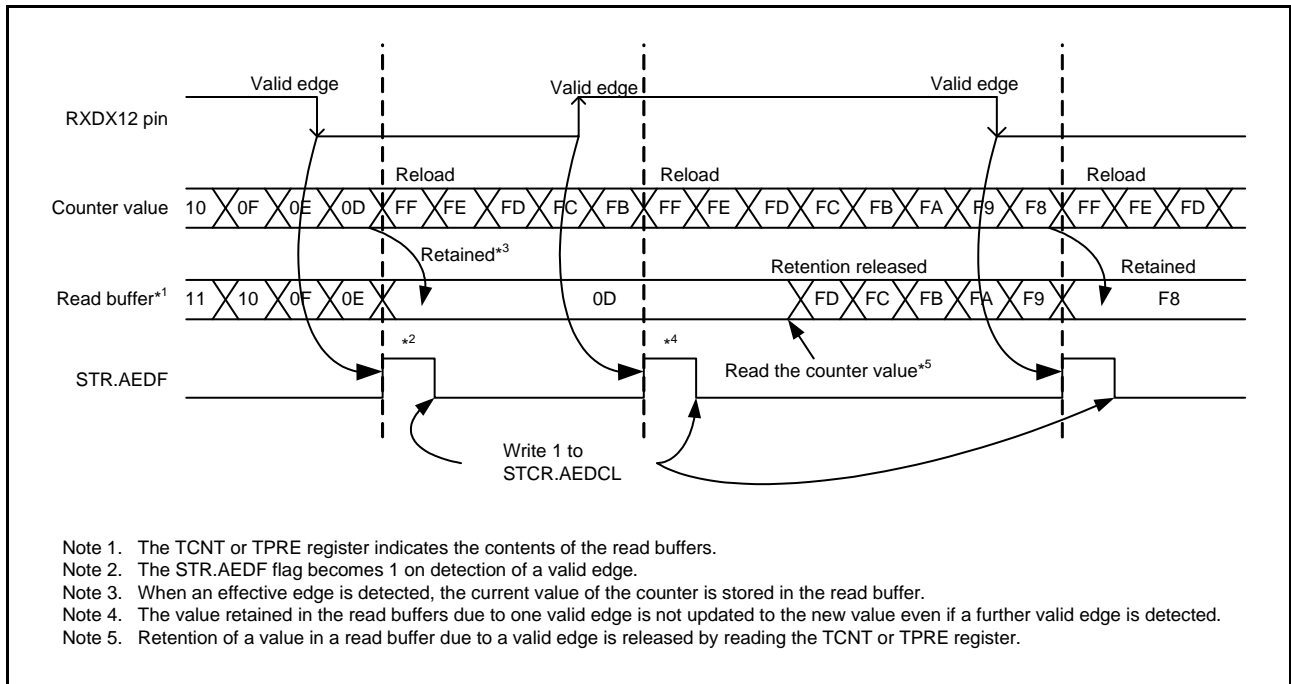 Valid edge Valid edge Valid edge
RXDX12 pin
Reload Reload Reload
Counter value 10 0F 0E 0D FF FE FD FC FB FF FE FD FC FB FA F9 F8 FF FE FD
Retained*3 Retention released Retained
Read buffer*1 11 10 0F 0E 0D FD FC FB FA F9 F8
*2 *4
Read the counter value*5
STR.AEDF
Write 1 to
STCR.AEDCL
Note 1. The TCNT or TPRE register indicates the contents of the read buffers.
Note 2. The STR.AEDF flag becomes 1 on detection of a valid edge.
Note 3. When an effective edge is detected, the current value of the counter is stored in the read buffer.
Note 4. The value retained in the read buffers due to one valid edge is not updated to the new value even if a further valid edge is detected.
Note 5. Retention of a value in a read buffer due to a valid edge is released by reading the TCNT or TPRE register.